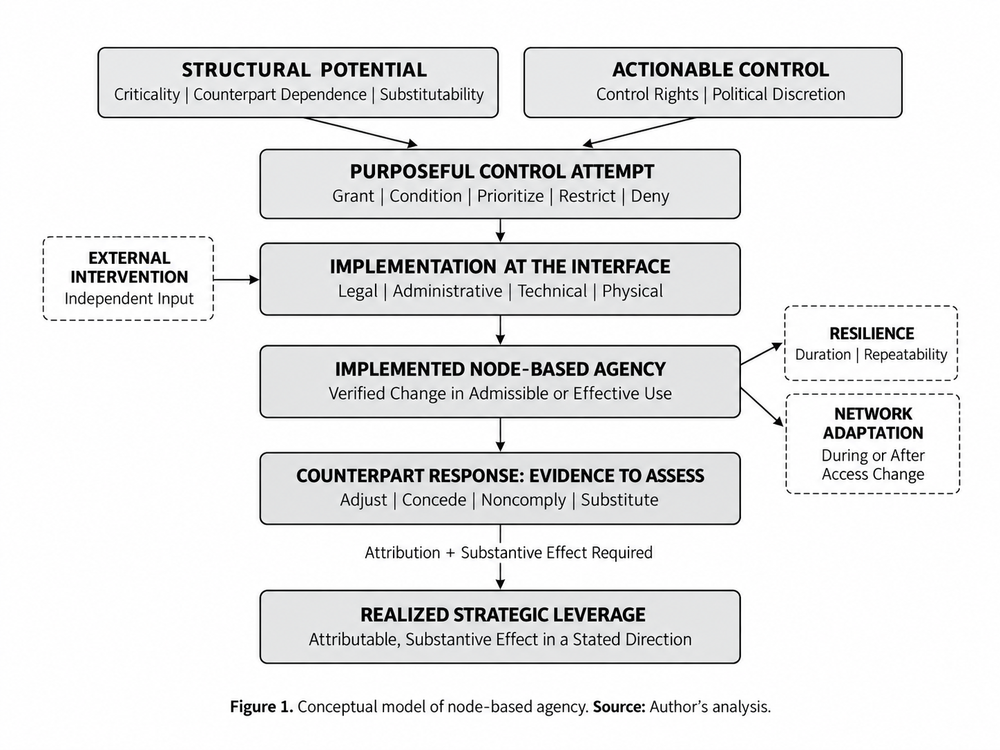 STRUCTURAL POTENTIAL
Criticality | Counterpart Dependence | Substitutability
ACTIONABLE CONTROL
Control Rights | Political Discretion
PURPOSEFUL CONTROL ATTEMPT
Grant | Condition | Prioritize | Restrict | Deny
EXTERNAL
INTERVENTION
Independent Input
IMPLEMENTATION AT THE INTERFACE
Legal | Administrative | Technical | Physical
IMPLEMENTED NODE-BASED AGENCY
Verified Change in Admissible or Effective Use
RESILIENCE
Duration | Repeatability
NETWORK
ADAPTATION
During or After
Access Change
COUNTERPART RESPONSE: EVIDENCE TO ASSESS
Adjust | Concede | Noncomply | Substitute
Attribution + Substantive Effect Required
REALIZED STRATEGIC LEVERAGE
Attributable, Substantive Effect in a Stated Direction
Figure 1. Conceptual model of node-based agency. Source: Author's analysis.